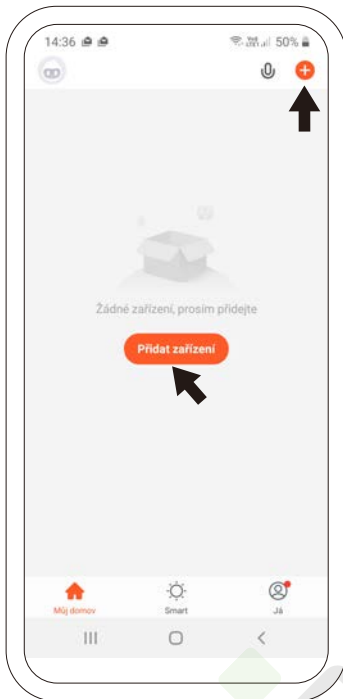 14:36 50%
Žádné zařízení, prosím přidejte
Přidat zařízení
Můj domov Smart Já